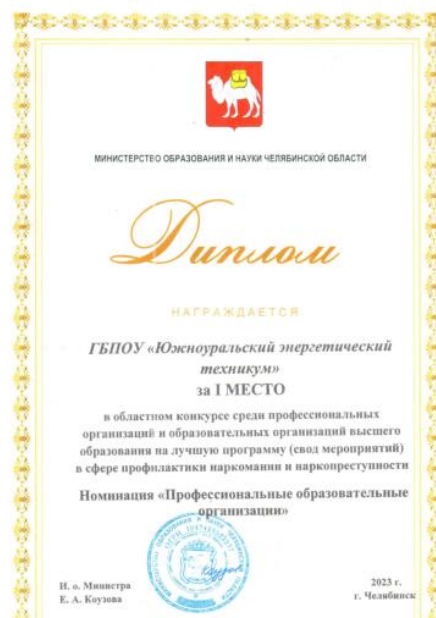 МИНИСТЕРСТВО ОБРАЗОВАНИЯ И НАУКИ ЧЕЛЯБИНСКОЙ ОБЛАСТИ
Диплом
НАГРАЖДАЕТСЯ
ГБПОУ «Южноуральский энергетический
техникум»
за I МЕСТО
в областном конкурсе среди профессиональных
организаций и образовательных организаций высшего
образования на лучшую программу (свод мероприятий)
в сфере профилактики наркомании и наркопреступности
Номинация «Профессиональные образовательные
организации»
И. о. Министра
Е. А. Коузова
2023 г.
г. Челябинск